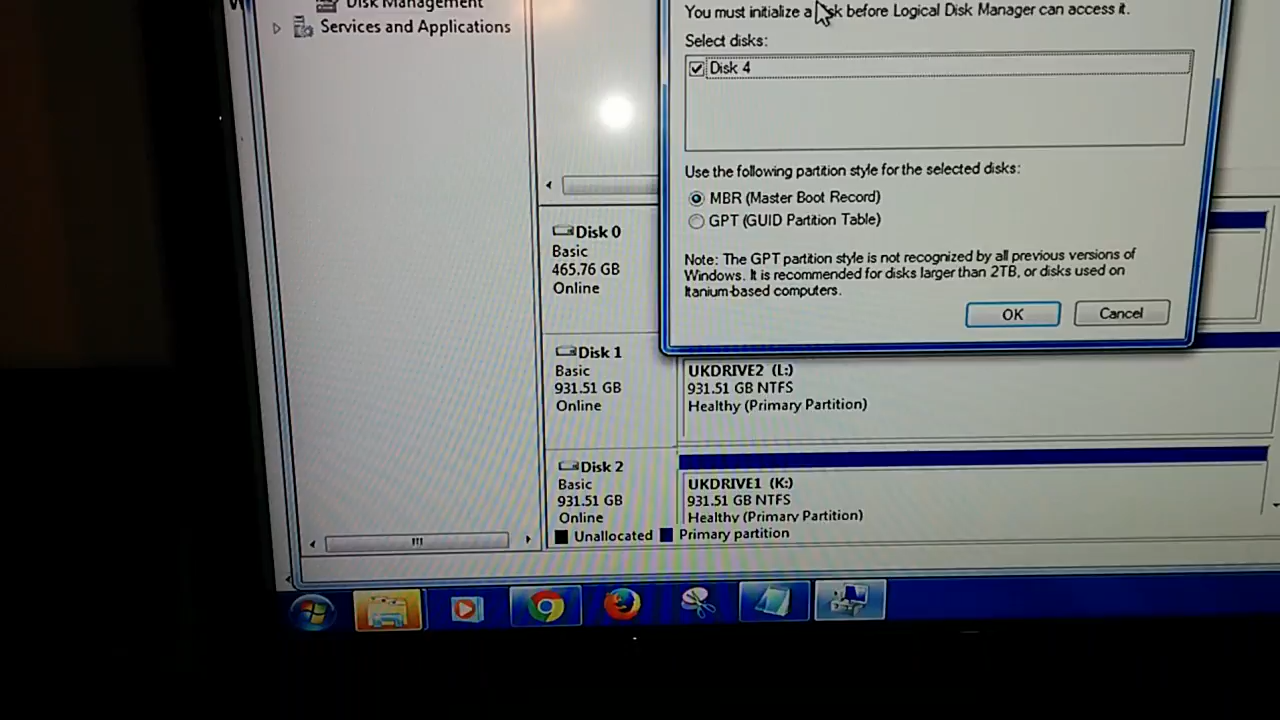 Disk Management
Services and Applications
You must initialize a disk before Logical Disk Manager can access it.
Select disks:
Disk 4
Use the following partition style for the selected disks:
MBR (Master Boot Record)
GPT (GUID Partition Table)
Note: The GPT partition style is not recognized by all previous versions of
Windows. It is recommended for disks larger than 2TB, or disks used on
Itanium-based computers.
OK
Cancel
Disk 0
Basic
465.76 GB
Online
Disk 1
Basic
931.51 GB
Online
UKDRIVE2 (L:)
931.51 GB NTFS
Healthy (Primary Partition)
Disk 2
Basic
931.51 GB
Online
UKDRIVE1 (K:)
931.51 GB NTFS
Healthy (Primary Partition)
Unallocated
Primary partition